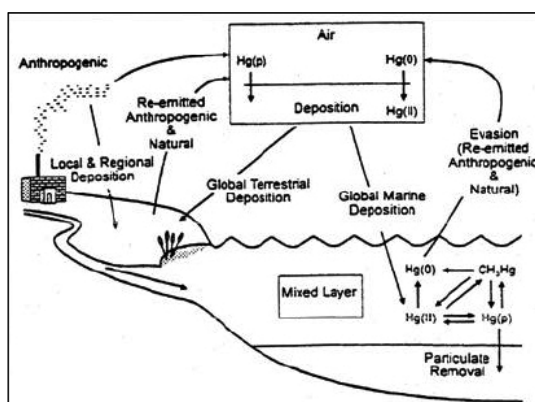 Air
Anthropogenic
Hg(p)
Hg(0)
Re-emitted
Anthropogenic
&
Natural
Deposition
Hg(II)
Evasion
(Re-emitted
Anthropogenic
&
Natural)
Local & Regional
Deposition
Global Terrestrial
Deposition
Global Marine
Deposition
Hg(0)
CH₃Hg
Mixed Layer
Hg(II)
Hg(p)
Particulate
Removal